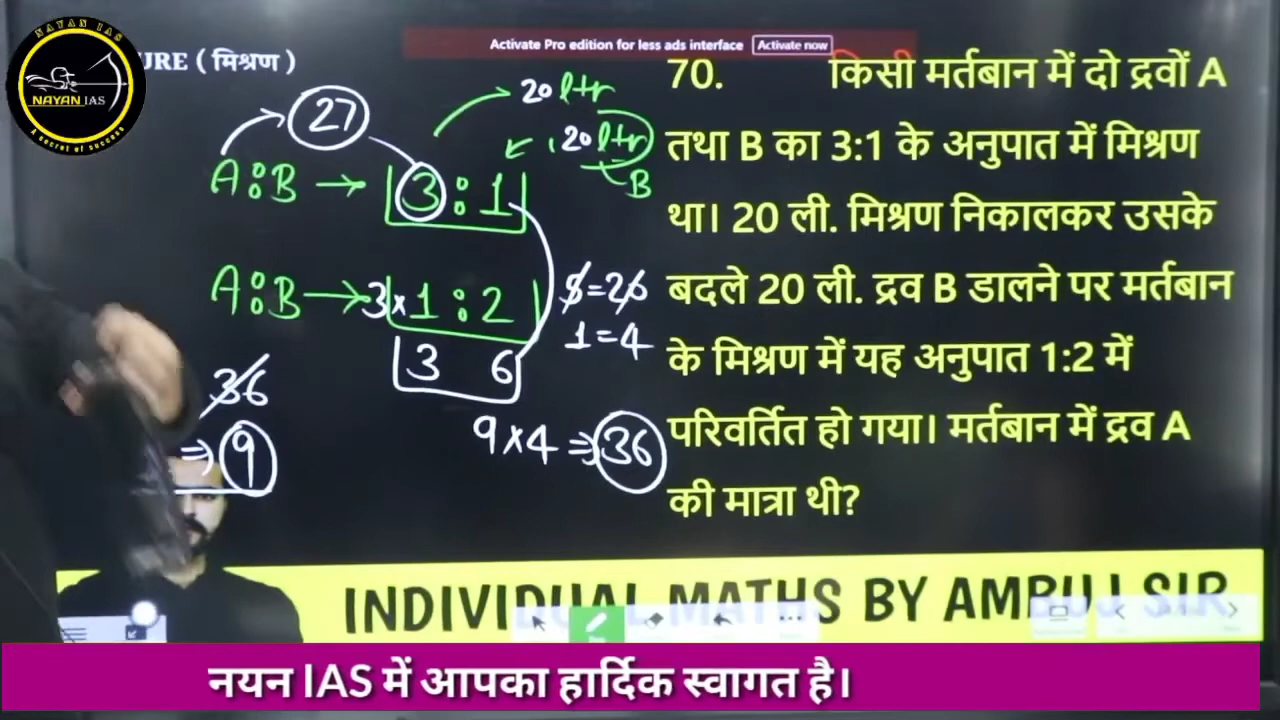 NAYAN IAS
NAYAN IAS
A secret of success
URE ( मिश्रण )
Activate Pro edition for less ads interface Activate now
70. किसी मर्तबान में दो द्रवों A
तथा B का 3:1 के अनुपात में मिश्रण
था। 20 ली. मिश्रण निकालकर उसके
बदले 20 ली. द्रव B डालने पर मर्तबान
के मिश्रण में यह अनुपात 1:2 में
परिवर्तित हो गया। मर्तबान में द्रव A
की मात्रा थी?
27
20 ltr
20 ltr
B
A:B → 3:1
A:B → 3×1:2
3 6
5=20
1=4
9×4 ⇒ 36
36
⇒ 9
INDIVIDUAL MATHS BY AMBUJ SIR
नयन IAS में आपका हार्दिक स्वागत है।